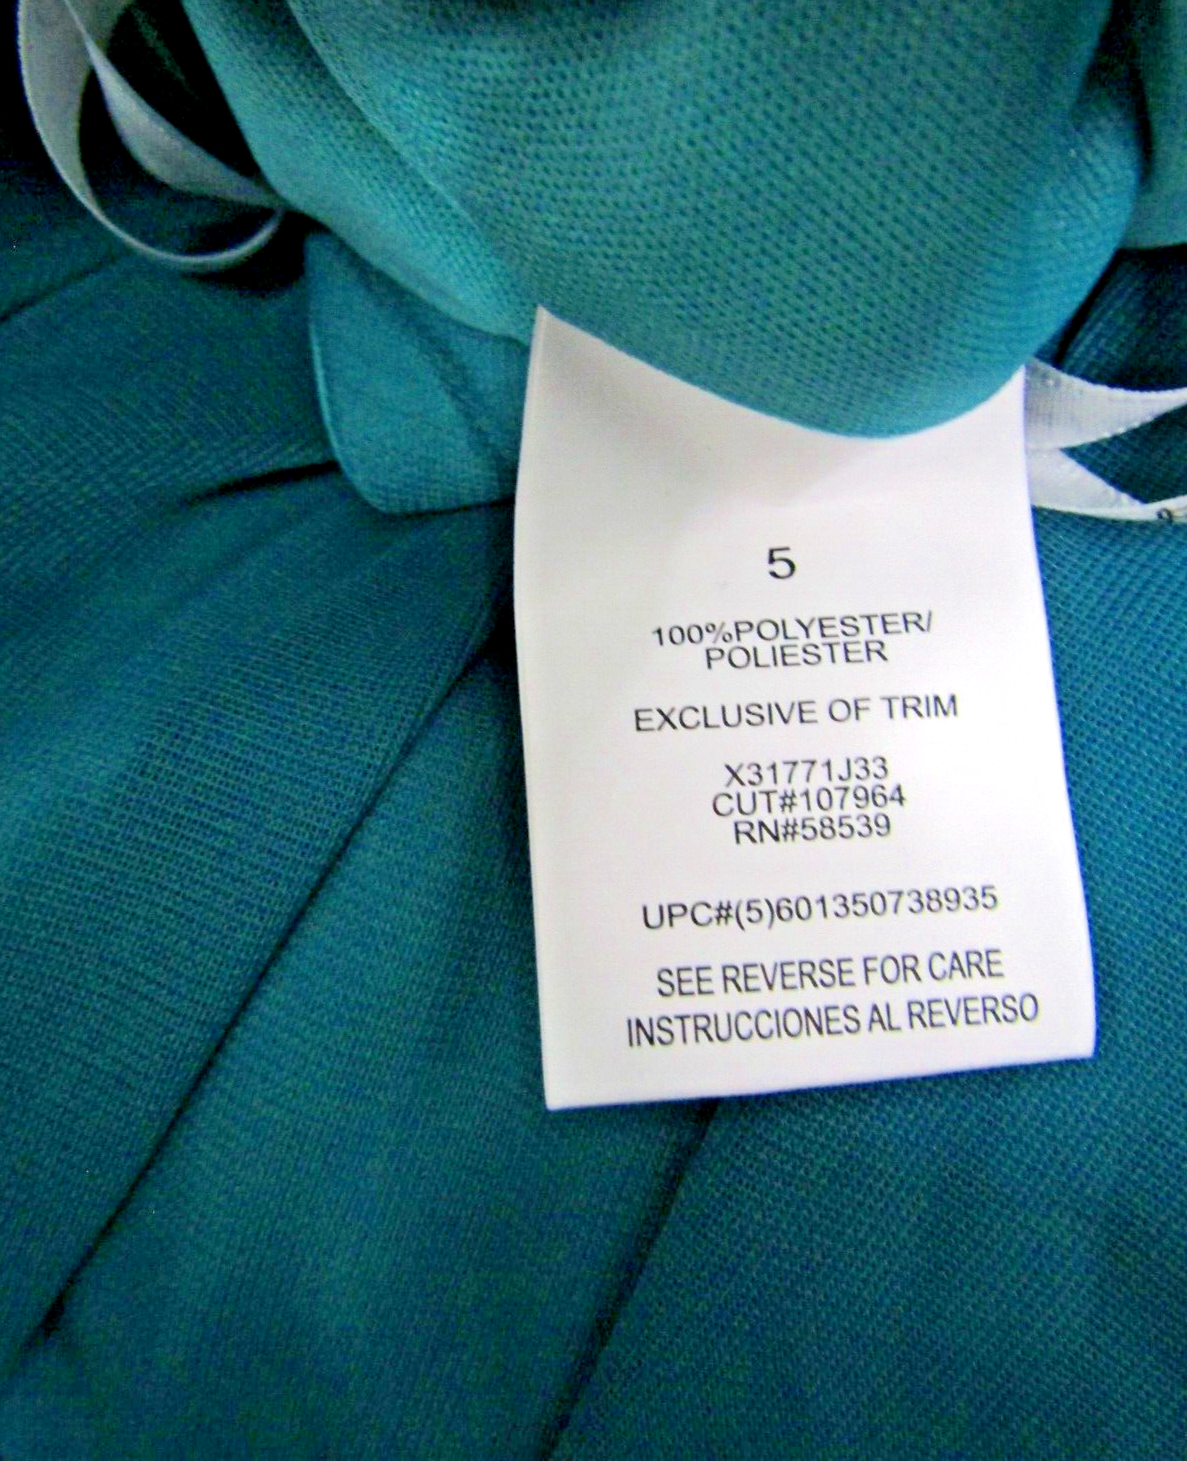 5
100%POLYESTER/
POLIESTER
EXCLUSIVE OF TRIM
X31771J33
CUT#107964
RN#58539
UPC#(5)601350738935
SEE REVERSE FOR CARE
INSTRUCCIONES AL REVERSO